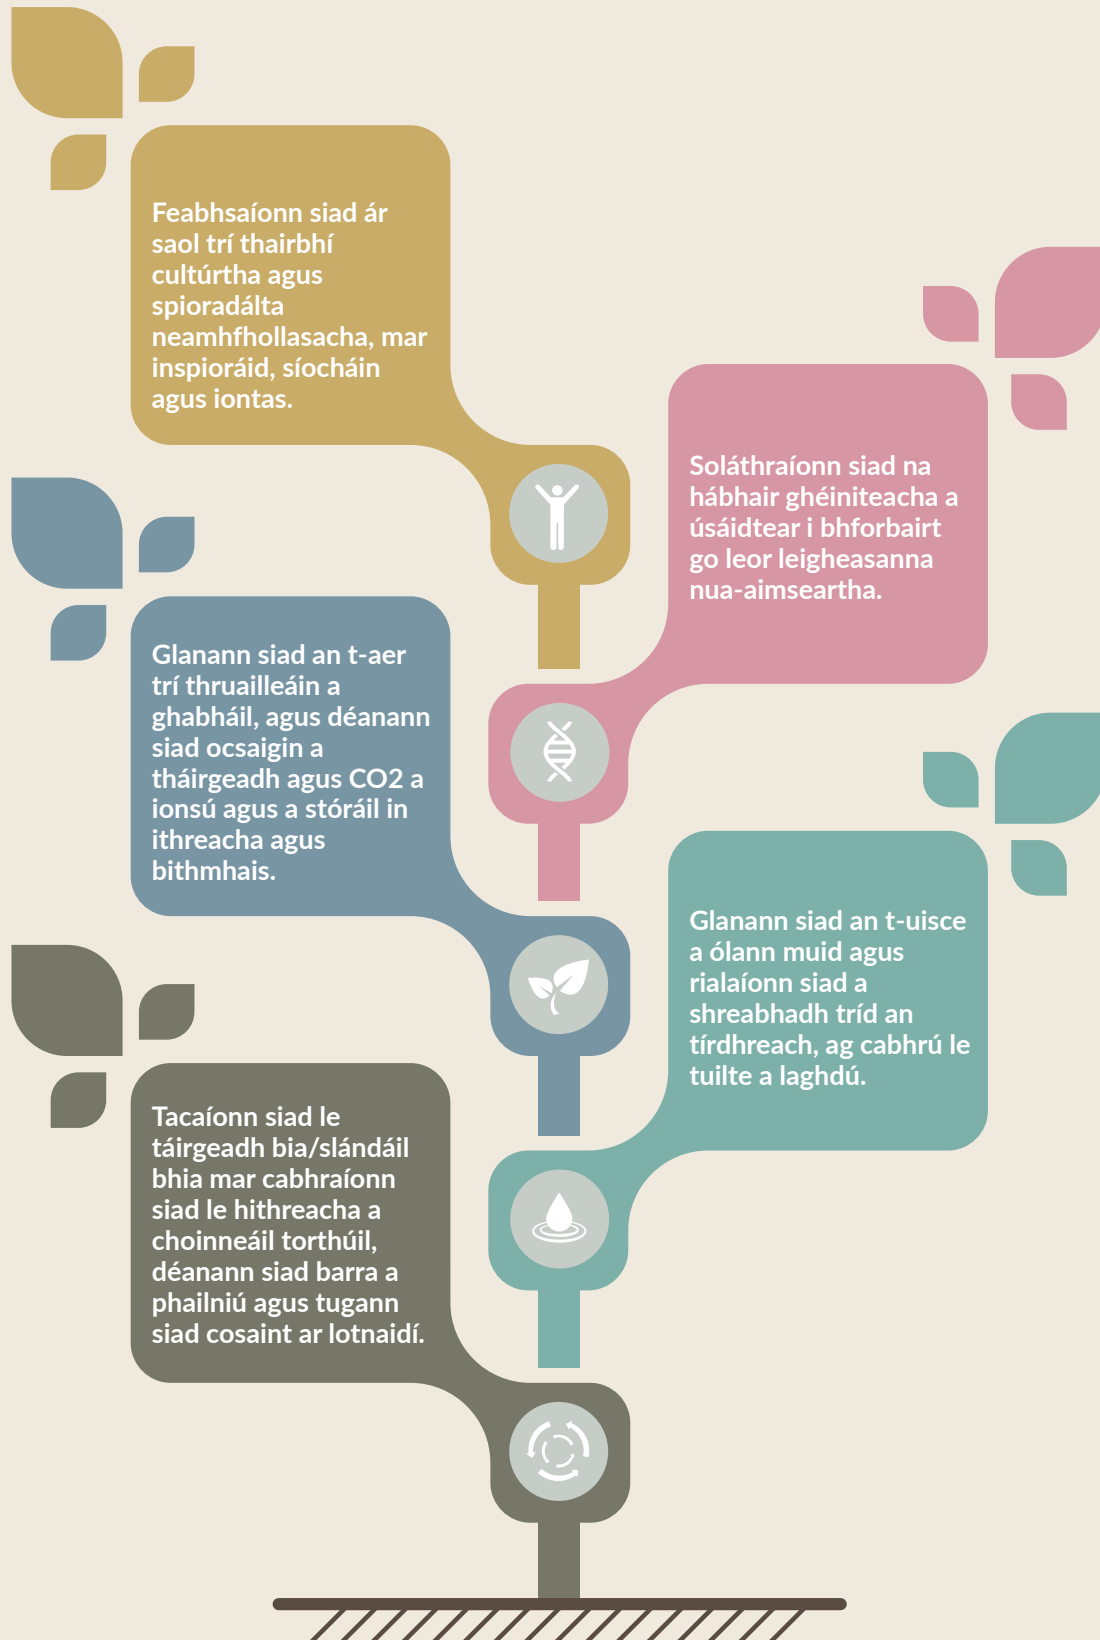 Feabhsaíonn siad ár
saol trí thairbhí
cultúrtha agus
spioradálta
neamhfhollasacha, mar
inspioráid, síocháin
agus iontas.
Soláthraíonn siad na
hábhair ghéiniteacha a
úsáidtear i bhforbairt
go leor leigheasanna
nua-aimseartha.
Glanann siad an t-aer
trí thruailleáin a
ghabháil, agus déanann
siad ocsaigin a
tháirgeadh agus CO2 a
ionsú agus a stóráil in
ithreacha agus
bithmhais.
Glanann siad an t-uisce
a ólann muid agus
rialaíonn siad a
shreabhadh tríd an
tírdhreach, ag cabhrú le
tuilte a laghdú.
Tacaíonn siad le
táirgeadh bia/slándáil
bhia mar cabhraíonn
siad le hithreacha a
choinneáil torthúil,
déanann siad barra a
phailniú agus tugann
siad cosaint ar lotnaidí.